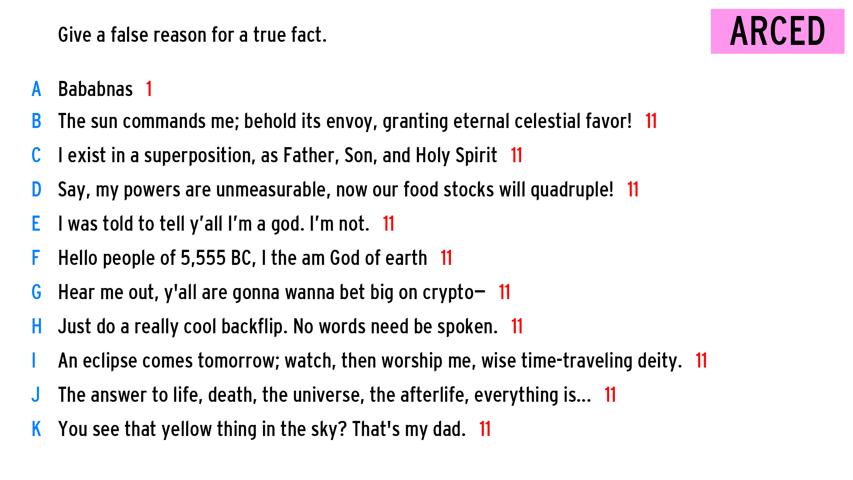 Give a false reason for a true fact.
ARCED
A Bababnas 1
B The sun commands me; behold its envoy, granting eternal celestial favor! 11
C I exist in a superposition, as Father, Son, and Holy Spirit 11
D Say, my powers are unmeasurable, now our food stocks will quadruple! 11
E I was told to tell y'all I'm a god. I'm not. 11
F Hello people of 5,555 BC, I the am God of earth 11
G Hear me out, y'all are gonna wanna bet big on crypto— 11
H Just do a really cool backflip. No words need be spoken. 11
I An eclipse comes tomorrow; watch, then worship me, wise time-traveling deity. 11
J The answer to life, death, the universe, the afterlife, everything is... 11
K You see that yellow thing in the sky? That's my dad. 11